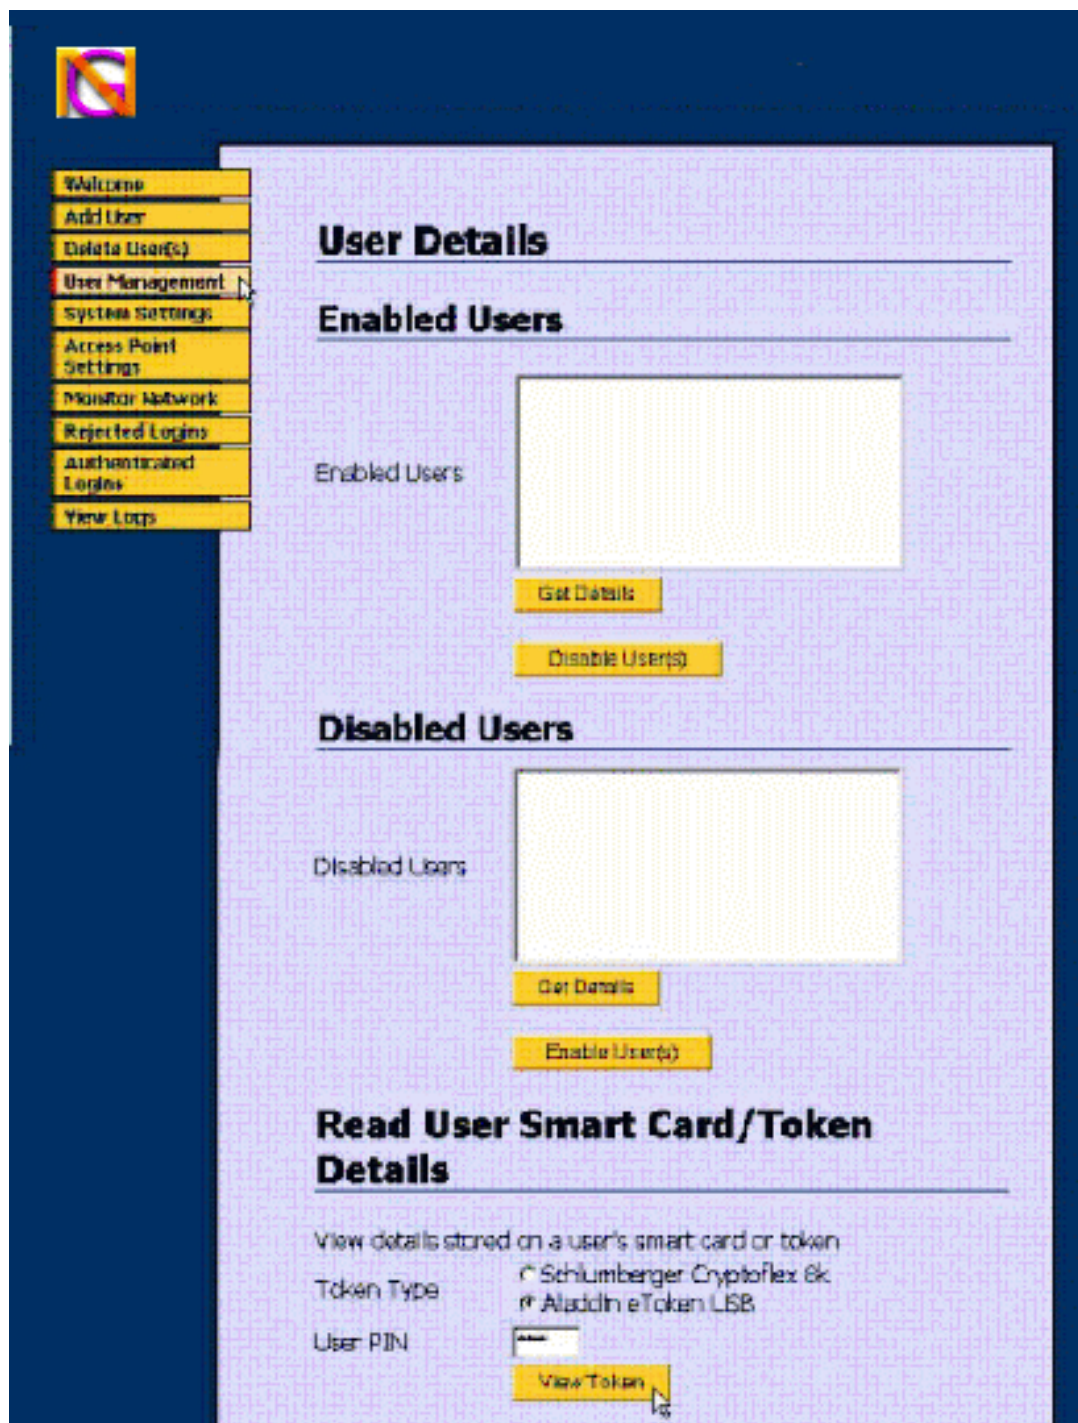 NG
Welcome
Add User
Delete User(s)
User Management
System Settings
Access Point
Settings
Monitor Network
Rejected Logins
Authenticated
Logins
View Logs
User Details
Enabled Users
Enabled Users
Get Details
Disable User(s)
Disabled Users
Disabled Users
Get Details
Enable User(s)
Read User Smart Card/Token
Details
View details stored on a user's smart card or token
Token Type
Schlumberger Cryptoflex 8k
Aladdin eToken USB
User PIN
****
View Token